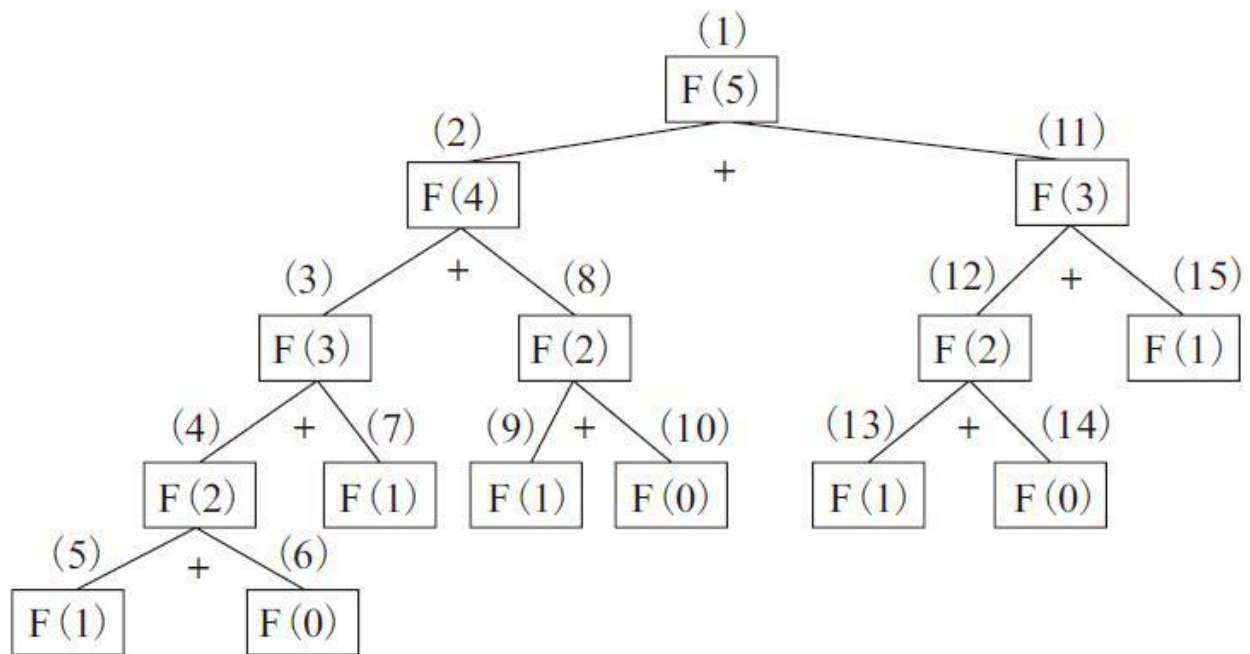 (1)
F(5)
(2) (11)
F(4) + F(3)
(3) + (8) (12) + (15)
F(3) F(2) F(2) F(1)
(4) + (7) (9) + (10) (13) + (14)
F(2) F(1) F(1) F(0) F(1) F(0)
(5) + (6)
F(1) F(0)